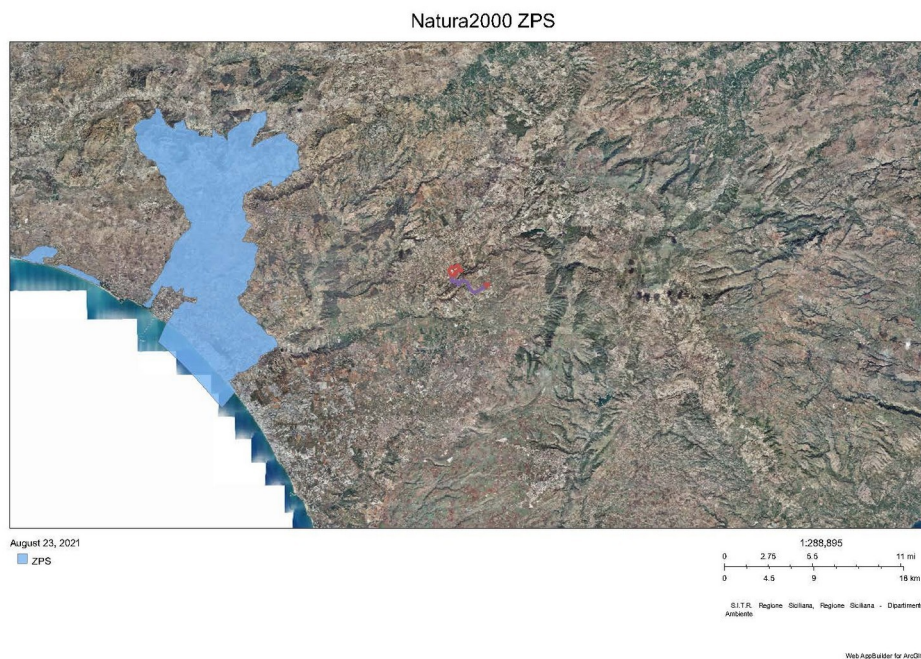 Natura2000 ZPS
August 23, 2021
ZPS
1:288,895
0 2.75 5.5 11 mi
0 4.5 9 18 km
S.I.T.R. Regione Siciliana, Regione Siciliana - Dipartiment
Ambiente
Web AppBuilder for ArcGI